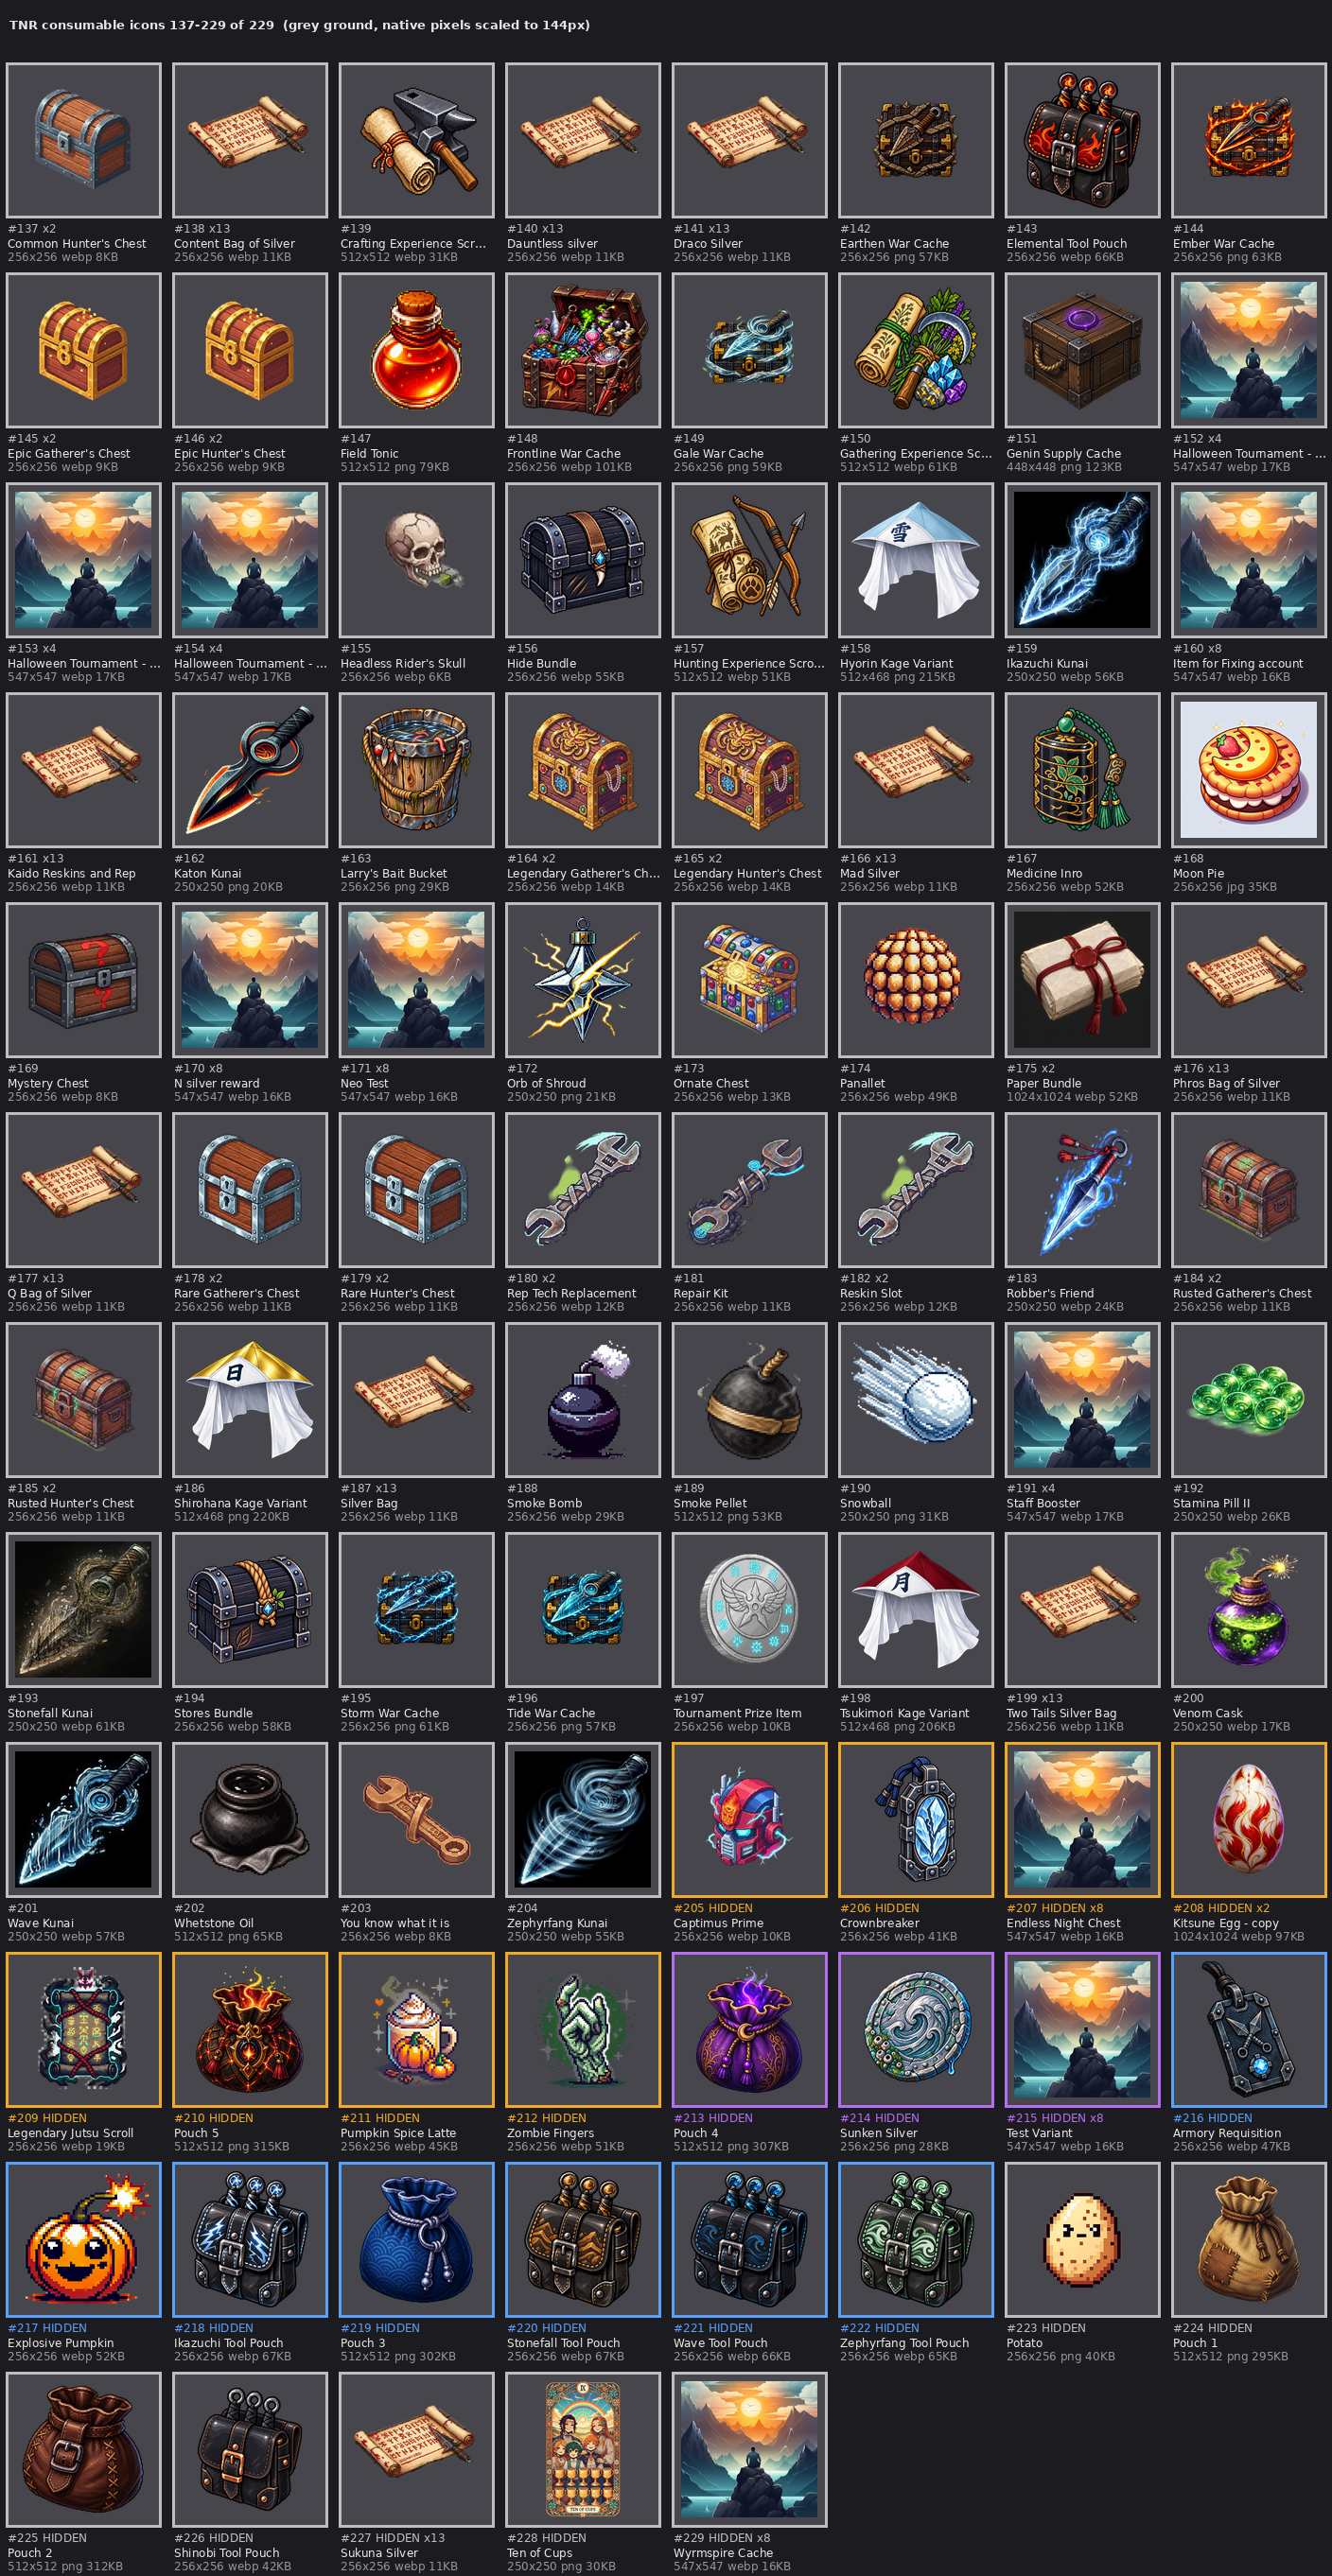 TNR consumable icons 137-229 of 229  (grey ground, native pixels scaled to 144px)
#137 x2
Common Hunter's Chest
256x256 webp 8KB
#138 x13
Content Bag of Silver
256x256 webp 11KB
#139
Crafting Experience Scr...
512x512 webp 31KB
#140 x13
Dauntless silver
256x256 webp 11KB
#141 x13
Draco Silver
256x256 webp 11KB
#142
Earthen War Cache
256x256 png 57KB
#143
Elemental Tool Pouch
256x256 webp 66KB
#144
Ember War Cache
256x256 png 63KB
#145 x2
Epic Gatherer's Chest
256x256 webp 9KB
#146 x2
Epic Hunter's Chest
256x256 webp 9KB
#147
Field Tonic
512x512 png 79KB
#148
Frontline War Cache
256x256 webp 101KB
#149
Gale War Cache
256x256 png 59KB
#150
Gathering Experience Sc...
512x512 webp 61KB
#151
Genin Supply Cache
448x448 png 123KB
#152 x4
Halloween Tournament - ...
547x547 webp 17KB
雪
#153 x4
Halloween Tournament - ...
547x547 webp 17KB
#154 x4
Halloween Tournament - ...
547x547 webp 17KB
#155
Headless Rider's Skull
256x256 webp 6KB
#156
Hide Bundle
256x256 webp 55KB
#157
Hunting Experience Scro...
512x512 webp 51KB
#158
Hyorin Kage Variant
512x468 png 215KB
#159
Ikazuchi Kunai
250x250 webp 56KB
#160 x8
Item for Fixing account
547x547 webp 16KB
#161 x13
Kaido Reskins and Rep
256x256 webp 11KB
#162
Katon Kunai
250x250 png 20KB
#163
Larry's Bait Bucket
256x256 png 29KB
#164 x2
Legendary Gatherer's Ch...
256x256 webp 14KB
#165 x2
Legendary Hunter's Chest
256x256 webp 14KB
#166 x13
Mad Silver
256x256 webp 11KB
#167
Medicine Inro
256x256 webp 52KB
#168
Moon Pie
256x256 jpg 35KB
?
?
#169
Mystery Chest
256x256 webp 8KB
#170 x8
N silver reward
547x547 webp 16KB
#171 x8
Neo Test
547x547 webp 16KB
#172
Orb of Shroud
250x250 png 21KB
#173
Ornate Chest
256x256 webp 13KB
#174
Panallet
256x256 webp 49KB
#175 x2
Paper Bundle
1024x1024 webp 52KB
#176 x13
Phros Bag of Silver
256x256 webp 11KB
#177 x13
Q Bag of Silver
256x256 webp 11KB
#178 x2
Rare Gatherer's Chest
256x256 webp 11KB
#179 x2
Rare Hunter's Chest
256x256 webp 11KB
#180 x2
Rep Tech Replacement
256x256 webp 12KB
#181
Repair Kit
256x256 webp 11KB
#182 x2
Reskin Slot
256x256 webp 12KB
#183
Robber's Friend
250x250 webp 24KB
#184 x2
Rusted Gatherer's Chest
256x256 webp 11KB
日
#185 x2
Rusted Hunter's Chest
256x256 webp 11KB
#186
Shirohana Kage Variant
512x468 png 220KB
#187 x13
Silver Bag
256x256 webp 11KB
#188
Smoke Bomb
256x256 webp 29KB
#189
Smoke Pellet
512x512 png 53KB
#190
Snowball
250x250 png 31KB
#191 x4
Staff Booster
547x547 webp 17KB
#192
Stamina Pill II
250x250 webp 26KB
月
#193
Stonefall Kunai
250x250 webp 61KB
#194
Stores Bundle
256x256 webp 58KB
#195
Storm War Cache
256x256 png 61KB
#196
Tide War Cache
256x256 png 57KB
#197
Tournament Prize Item
256x256 webp 10KB
#198
Tsukimori Kage Variant
512x468 png 206KB
#199 x13
Two Tails Silver Bag
256x256 webp 11KB
#200
Venom Cask
250x250 webp 17KB
#201
Wave Kunai
250x250 webp 57KB
#202
Whetstone Oil
512x512 png 65KB
#203
You know what it is
256x256 webp 8KB
#204
Zephyrfang Kunai
250x250 webp 55KB
#205 HIDDEN
Captimus Prime
256x256 webp 10KB
#206 HIDDEN
Crownbreaker
256x256 webp 41KB
#207 HIDDEN x8
Endless Night Chest
547x547 webp 16KB
#208 HIDDEN x2
Kitsune Egg - copy
1024x1024 webp 97KB
#209 HIDDEN
Legendary Jutsu Scroll
256x256 webp 19KB
#210 HIDDEN
Pouch 5
512x512 png 315KB
#211 HIDDEN
Pumpkin Spice Latte
256x256 webp 45KB
#212 HIDDEN
Zombie Fingers
256x256 webp 51KB
#213 HIDDEN
Pouch 4
512x512 png 307KB
#214 HIDDEN
Sunken Silver
256x256 png 28KB
#215 HIDDEN x8
Test Variant
547x547 webp 16KB
#216 HIDDEN
Armory Requisition
256x256 webp 47KB
#217 HIDDEN
Explosive Pumpkin
256x256 webp 52KB
#218 HIDDEN
Ikazuchi Tool Pouch
256x256 webp 67KB
#219 HIDDEN
Pouch 3
512x512 png 302KB
#220 HIDDEN
Stonefall Tool Pouch
256x256 webp 67KB
#221 HIDDEN
Wave Tool Pouch
256x256 webp 66KB
#222 HIDDEN
Zephyrfang Tool Pouch
256x256 webp 65KB
#223 HIDDEN
Potato
256x256 png 40KB
#224 HIDDEN
Pouch 1
512x512 png 295KB
TEN OF CUPS
#225 HIDDEN
Pouch 2
512x512 png 312KB
#226 HIDDEN
Shinobi Tool Pouch
256x256 webp 42KB
#227 HIDDEN x13
Sukuna Silver
256x256 webp 11KB
#228 HIDDEN
Ten of Cups
250x250 png 30KB
#229 HIDDEN x8
Wyrmspire Cache
547x547 webp 16KB